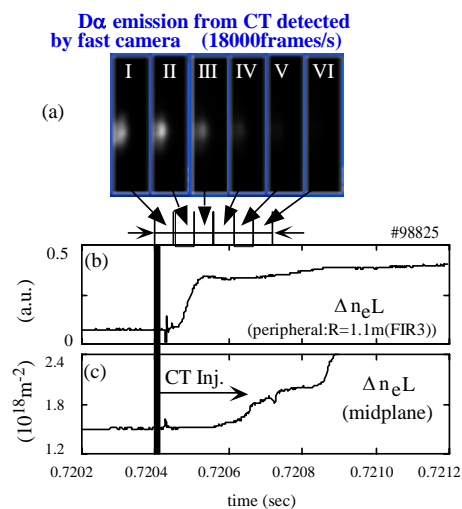 Dα emission from CT detected
by fast camera (18000frames/s)
I II III IV V VI
(a)
#98825
0.5
(b)
(a.u.)
Δ nₑL
(peripheral:R=1.1m(FIR3))
0
2.4
(c)
CT Inj.
Δ nₑL
(midplane)
(10¹⁸m⁻²)
1.8
1.2
0.7202 0.7204 0.7206 0.7208 0.7210 0.7212
time (sec)